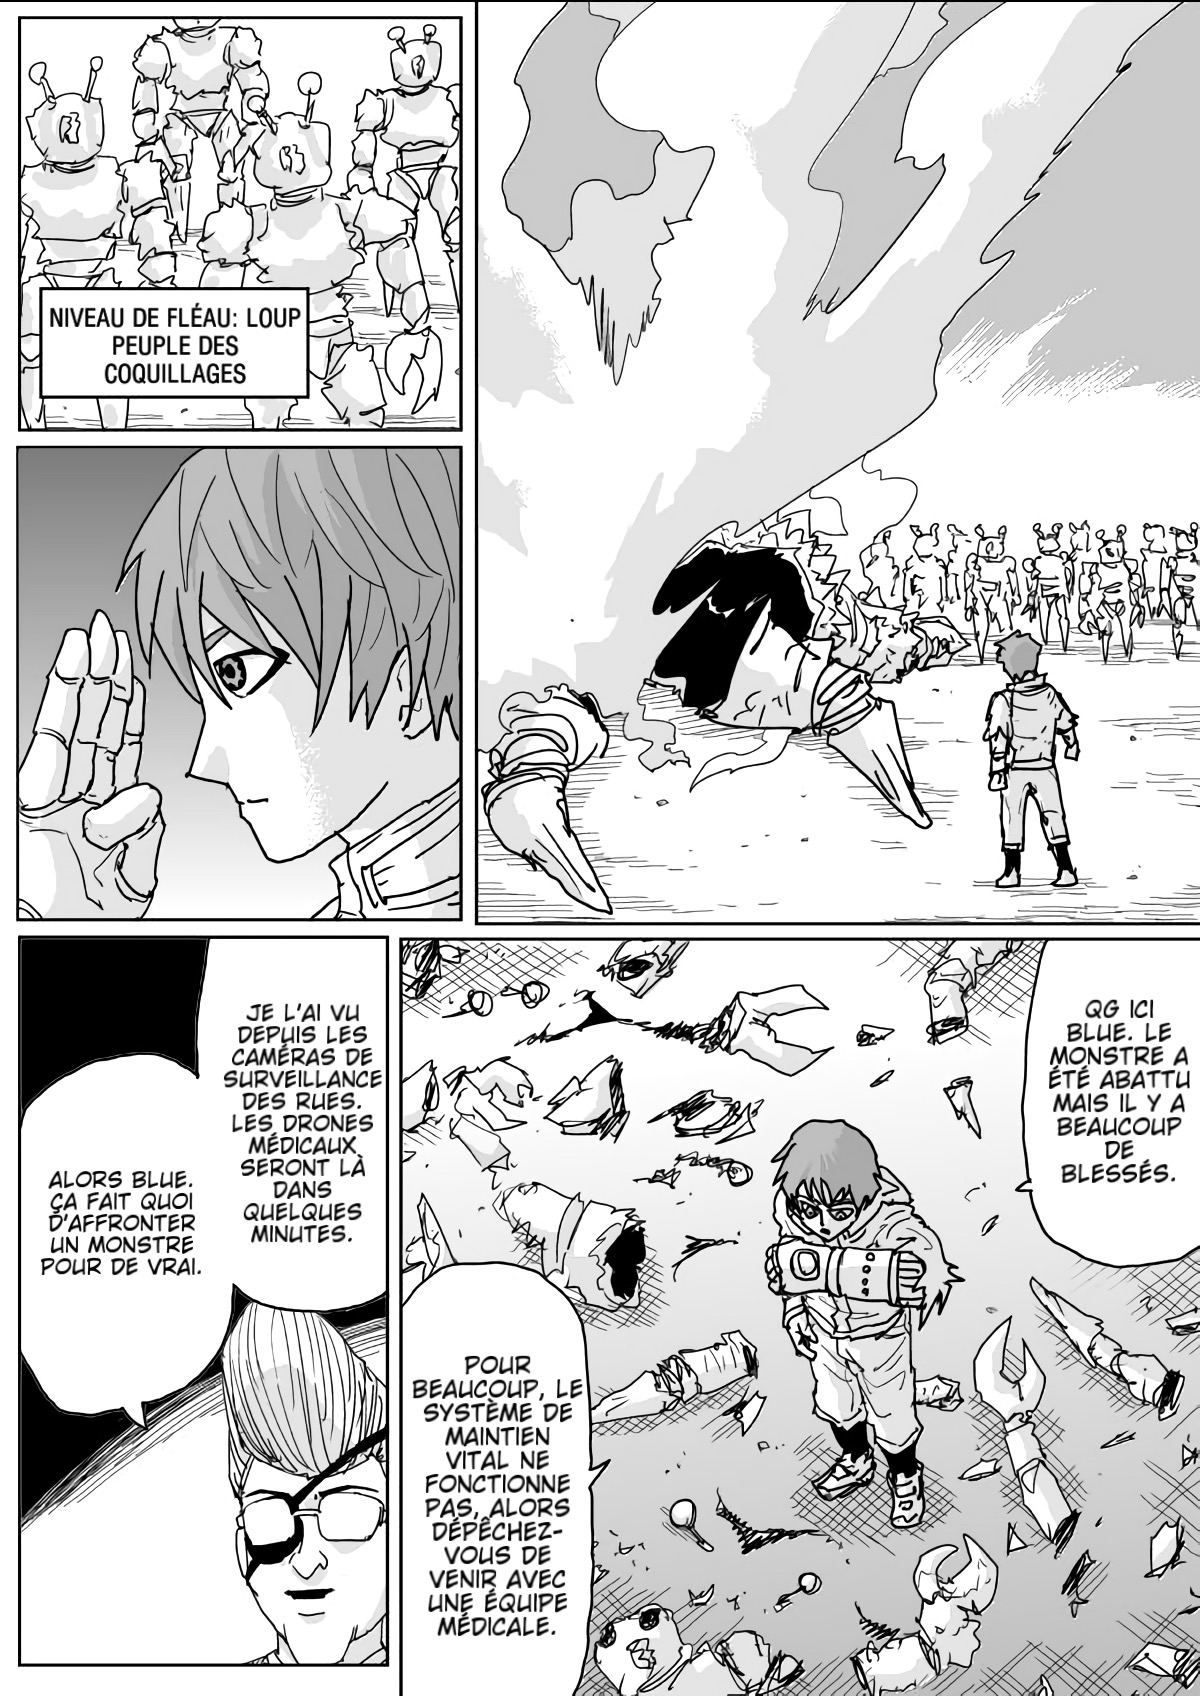 NIVEAU DE FLÉAU: LOUP
PEUPLE DES
COQUILLAGES
QG ICI
BLUE. LE
MONSTRE A
ÉTÉ ABATTU
MAIS IL Y A
BEAUCOUP
DE
BLESSÉS.
POUR
BEAUCOUP, LE
SYSTÈME DE
MAINTIEN
VITAL NE
FONCTIONNE
PAS, ALORS
DÉPÊCHEZ-
VOUS DE
VENIR AVEC
UNE ÉQUIPE
MÉDICALE.
JE L'AI VU
DEPUIS LES
CAMÉRAS DE
SURVEILLANCE
DES RUES.
LES DRONES
MÉDICAUX
SERONT LÀ
DANS
QUELQUES
MINUTES.
ALORS BLUE.
ÇA FAIT QUOI
D'AFFRONTER
UN MONSTRE
POUR DE VRAI.